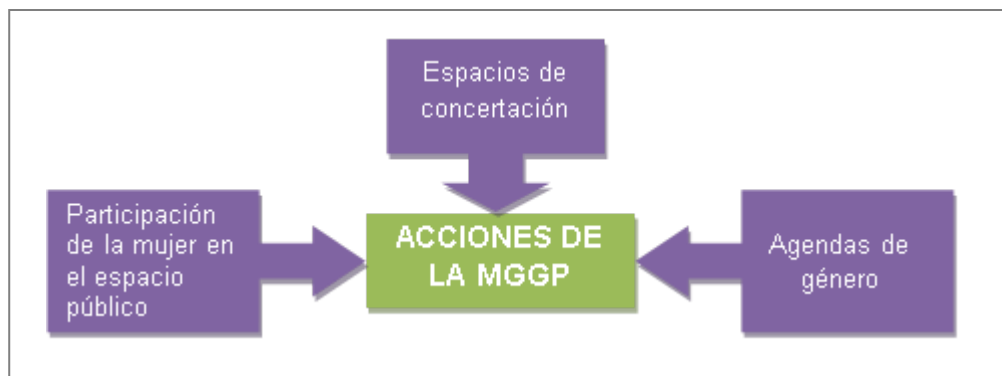 Espacios de
concertación
Participación
de la mujer en
el espacio
público
ACCIONES DE
LA MGGP
Agendas de
género